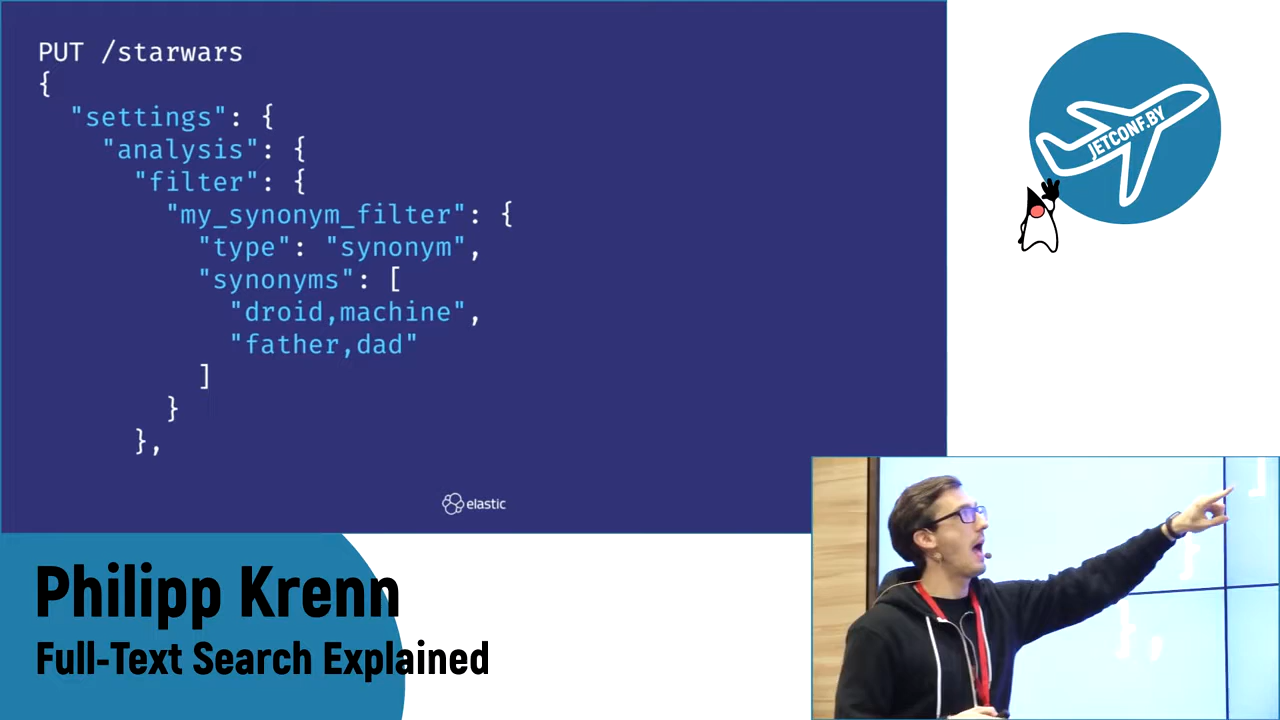 PUT /starwars
{
"settings": {
"analysis": {
"filter": {
"my_synonym_filter": {
"type": "synonym",
"synonyms": [
"droid,machine",
"father,dad"
]
}
},
elastic
JETCONF.BY
Philipp Krenn
Full-Text Search Explained
]
}
},